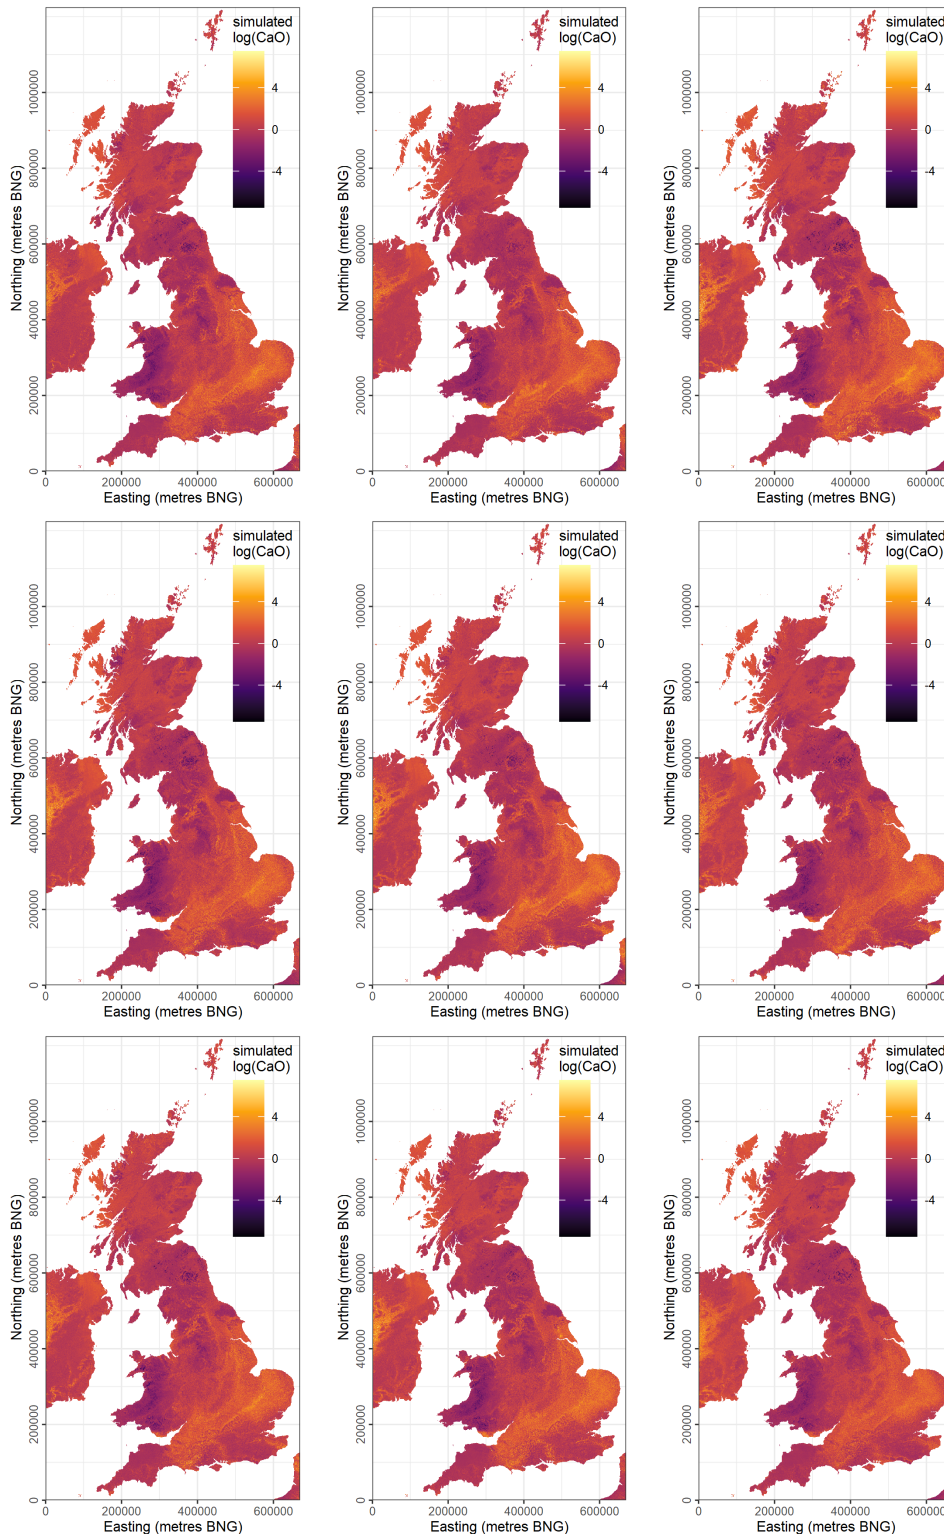 simulated
log(CaO)
4
0
-4
Northing (metres BNG)
1000000
800000
600000
400000
200000
0
0 200000 400000 600000
Easting (metres BNG)
simulated
log(CaO)
4
0
-4
Northing (metres BNG)
1000000
800000
600000
400000
200000
0
0 200000 400000 600000
Easting (metres BNG)
simulated
log(CaO)
4
0
-4
Northing (metres BNG)
1000000
800000
600000
400000
200000
0
0 200000 400000 600000
Easting (metres BNG)
simulated
log(CaO)
4
0
-4
Northing (metres BNG)
1000000
800000
600000
400000
200000
0
0 200000 400000 600000
Easting (metres BNG)
simulated
log(CaO)
4
0
-4
Northing (metres BNG)
1000000
800000
600000
400000
200000
0
0 200000 400000 600000
Easting (metres BNG)
simulated
log(CaO)
4
0
-4
Northing (metres BNG)
1000000
800000
600000
400000
200000
0
0 200000 400000 600000
Easting (metres BNG)
simulated
log(CaO)
4
0
-4
Northing (metres BNG)
1000000
800000
600000
400000
200000
0
0 200000 400000 600000
Easting (metres BNG)
simulated
log(CaO)
4
0
-4
Northing (metres BNG)
1000000
800000
600000
400000
200000
0
0 200000 400000 600000
Easting (metres BNG)
simulated
log(CaO)
4
0
-4
Northing (metres BNG)
1000000
800000
600000
400000
200000
0
0 200000 400000 600000
Easting (metres BNG)